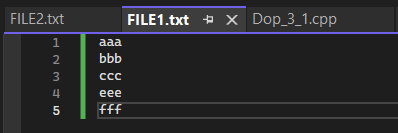 FILE2.txt FILE1.txt Dop_3_1.cpp
1 aaa
2 bbb
3 ccc
4 eee
5 fff